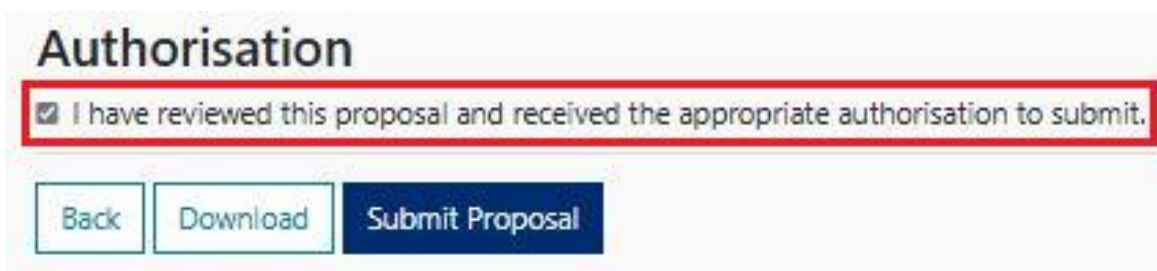 Authorisation
I have reviewed this proposal and received the appropriate authorisation to submit.
Back Download Submit Proposal